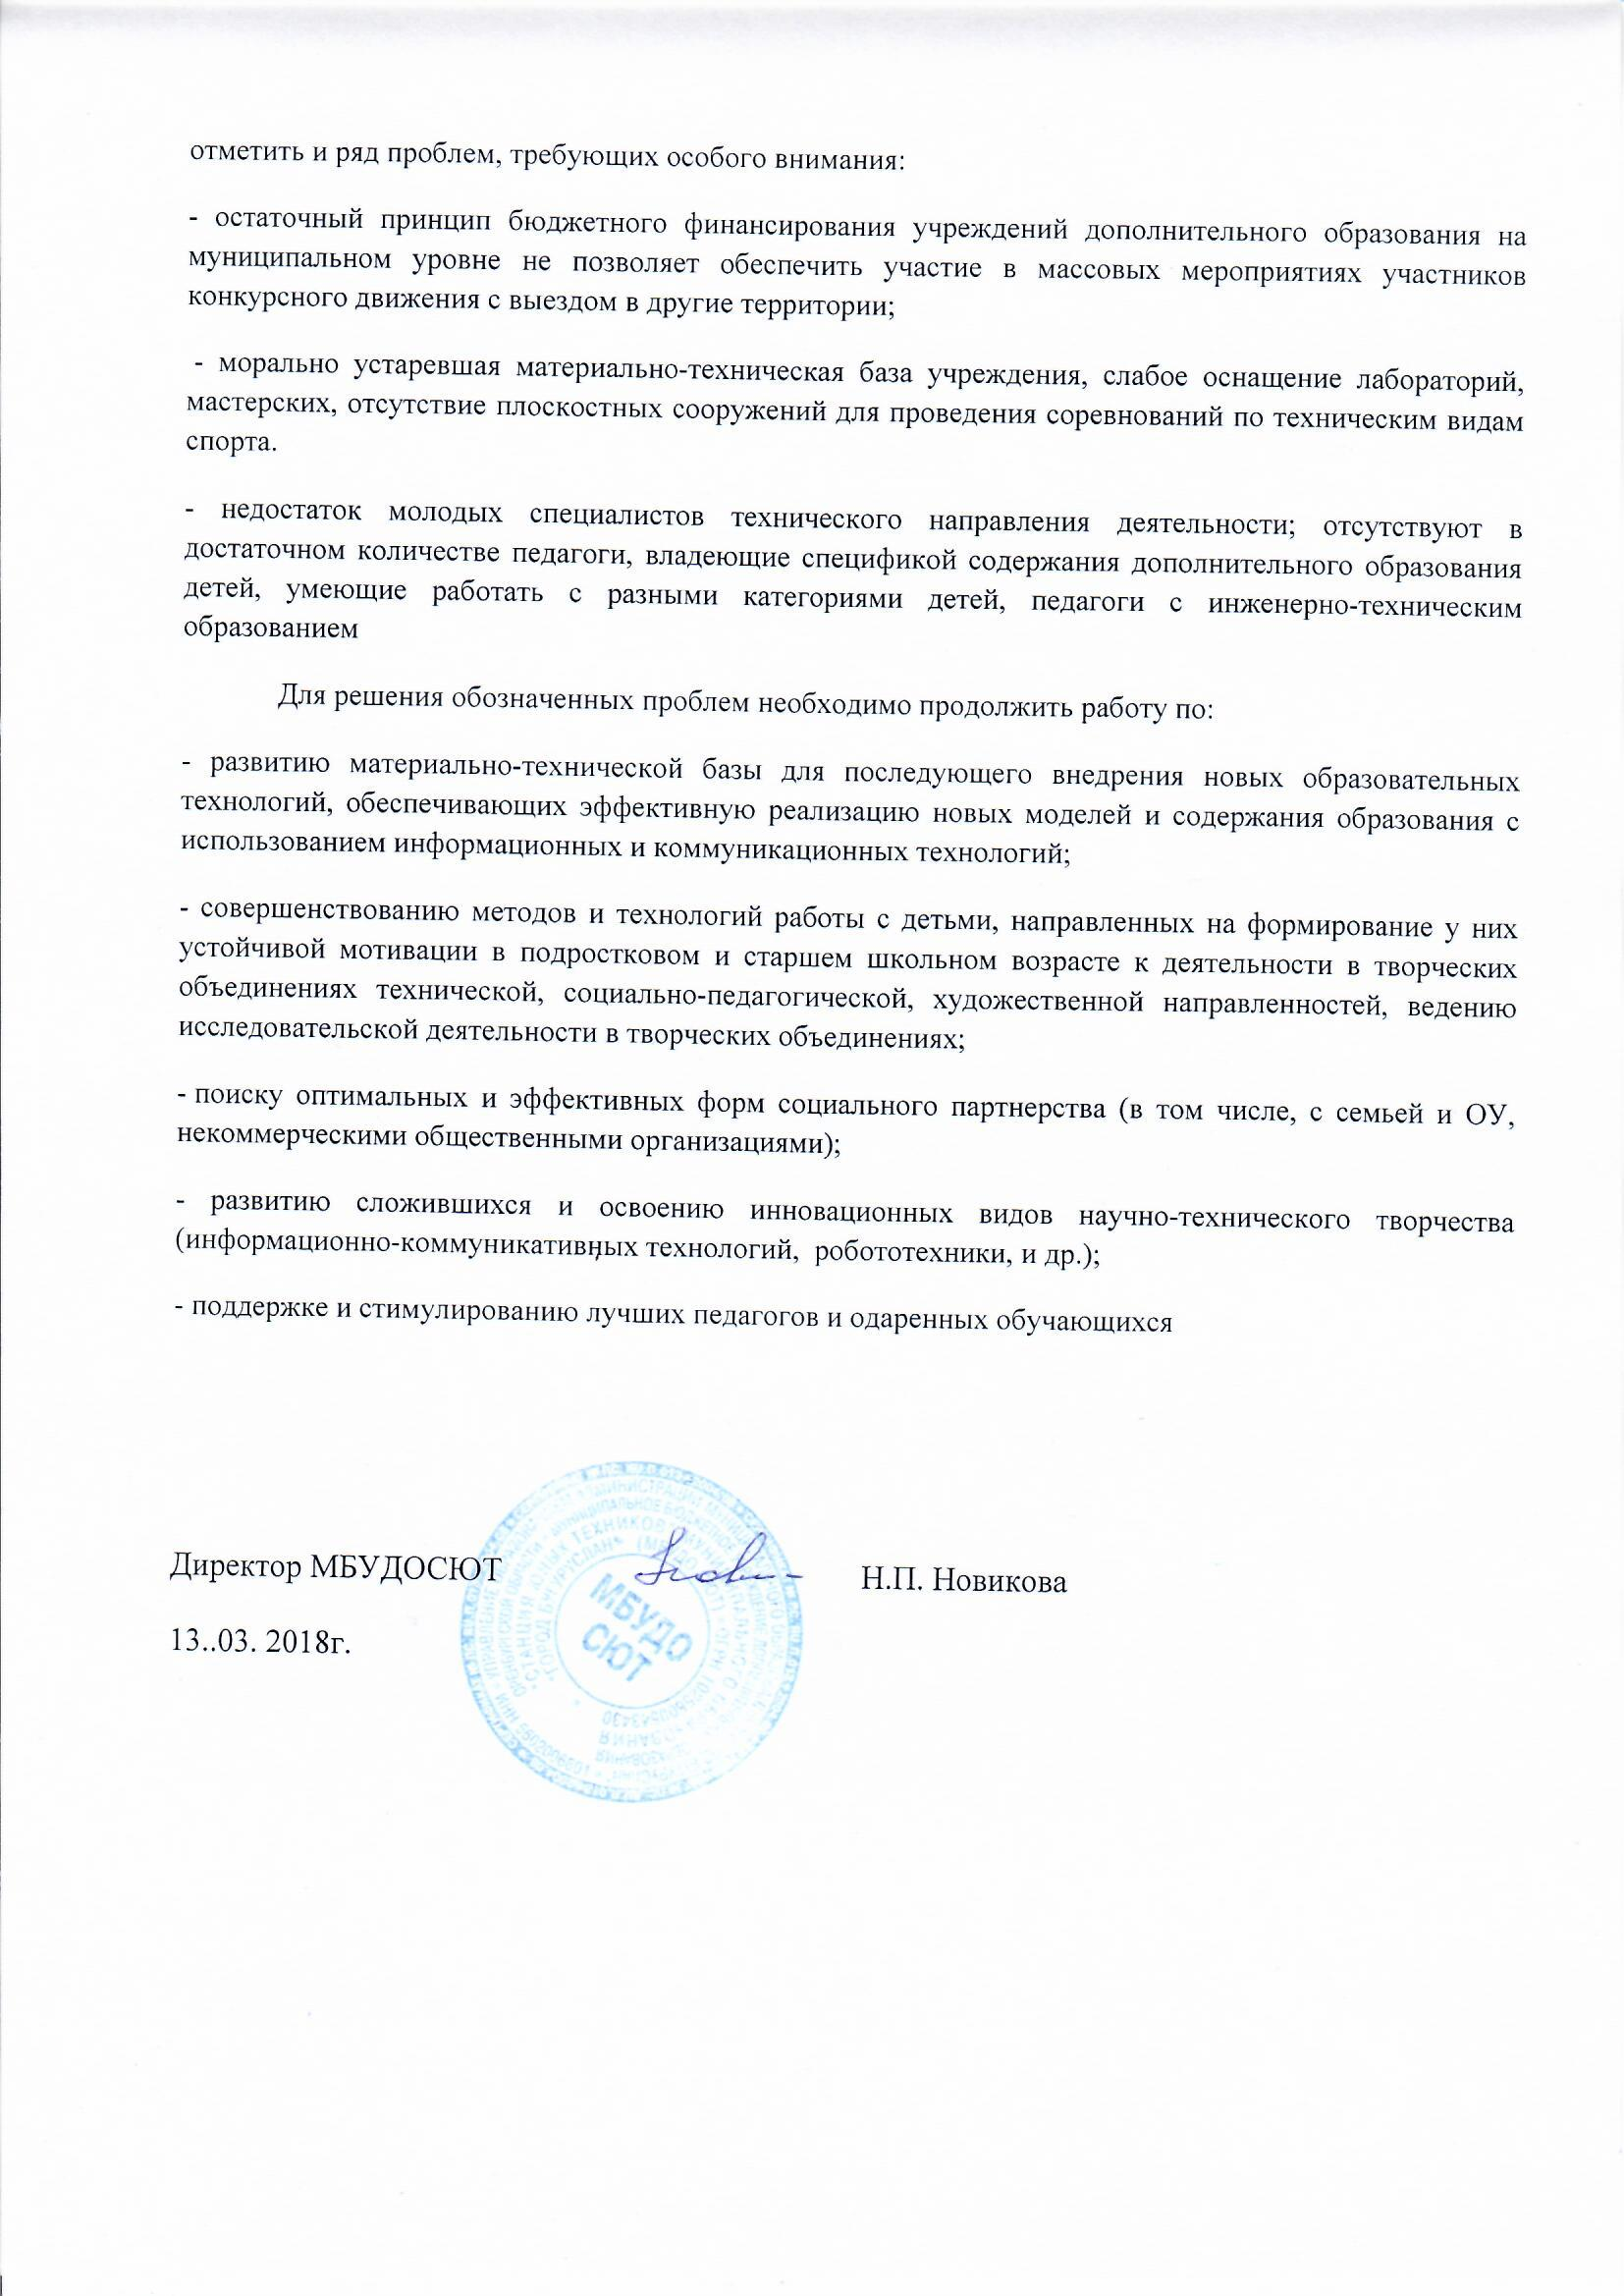 отметить и ряд проблем, требующих особого внимания:
- остаточный принцип бюджетного финансирования учреждений дополнительного образования на
муниципальном уровне не позволяет обеспечить участие в массовых мероприятиях участников
конкурсного движения с выездом в другие территории;
- морально устаревшая материально-техническая база учреждения, слабое оснащение лабораторий,
мастерских, отсутствие плоскостных сооружений для проведения соревнований по техническим видам
спорта.
- недостаток молодых специалистов технического направления деятельности; отсутствуют в
достаточном количестве педагоги, владеющие спецификой содержания дополнительного образования
детей, умеющие работать с разными категориями детей, педагоги с инженерно-техническим
образованием
Для решения обозначенных проблем необходимо продолжить работу по:
- развитию материально-технической базы для последующего внедрения новых образовательных
технологий, обеспечивающих эффективную реализацию новых моделей и содержания образования с
использованием информационных и коммуникационных технологий;
- совершенствованию методов и технологий работы с детьми, направленных на формирование у них
устойчивой мотивации в подростковом и старшем школьном возрасте к деятельности в творческих
объединениях технической, социально-педагогической, художественной направленностей, ведению
исследовательской деятельности в творческих объединениях;
- поиску оптимальных и эффективных форм социального партнерства (в том числе, с семьей и ОУ,
некоммерческими общественными организациями);
- развитию сложившихся и освоению инновационных видов научно-технического творчества
(информационно-коммуникативных технологий, робототехники, и др.);
- поддержке и стимулированию лучших педагогов и одаренных обучающихся
Директор МБУДОСЮТ Н.П. Новикова
13..03. 2018г.
МБУДО
СЮТ